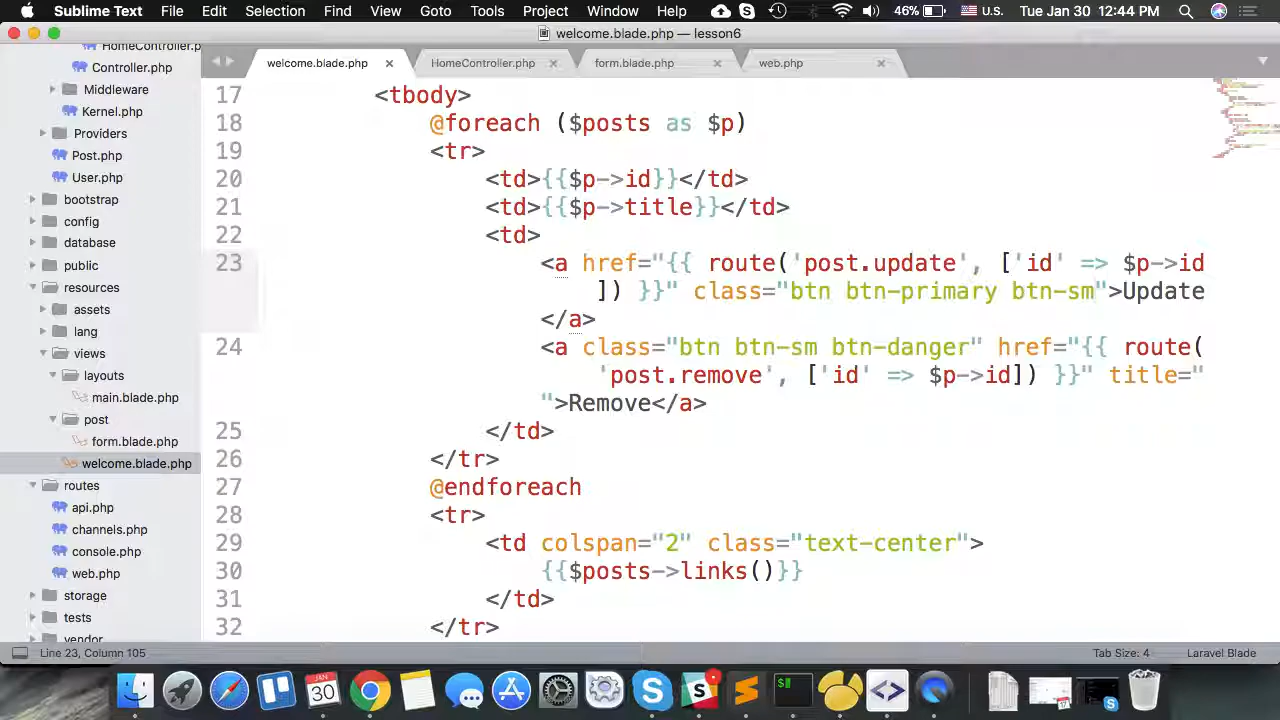 Sublime Text File Edit Selection Find View Goto Tools Project Window Help 46% U.S. Tue Jan 30 12:44 PM
welcome.blade.php — lesson6
HomeController.php
Controller.php
Middleware
Kernel.php
Providers
Post.php
User.php
bootstrap
config
database
public
resources
assets
lang
views
layouts
main.blade.php
post
form.blade.php
welcome.blade.php
routes
api.php
channels.php
console.php
web.php
storage
tests
vendor
welcome.blade.php HomeController.php form.blade.php web.php
17 <tbody>
18 @foreach ($posts as $p)
19 <tr>
20 <td>{{$p->id}}</td>
21 <td>{{$p->title}}</td>
22 <td>
23 <a href="{{ route('post.update', ['id' => $p->id
]) }}" class="btn btn-primary btn-sm">Update
</a>
24 <a class="btn btn-sm btn-danger" href="{{ route(
'post.remove', ['id' => $p->id]) }}" title="
">Remove</a>
25 </td>
26 </tr>
27 @endforeach
28 <tr>
29 <td colspan="2" class="text-center">
30 {{$posts->links()}}
31 </td>
32 </tr>
Line 23, Column 105 Tab Size: 4 Laravel Blade
JAN
30